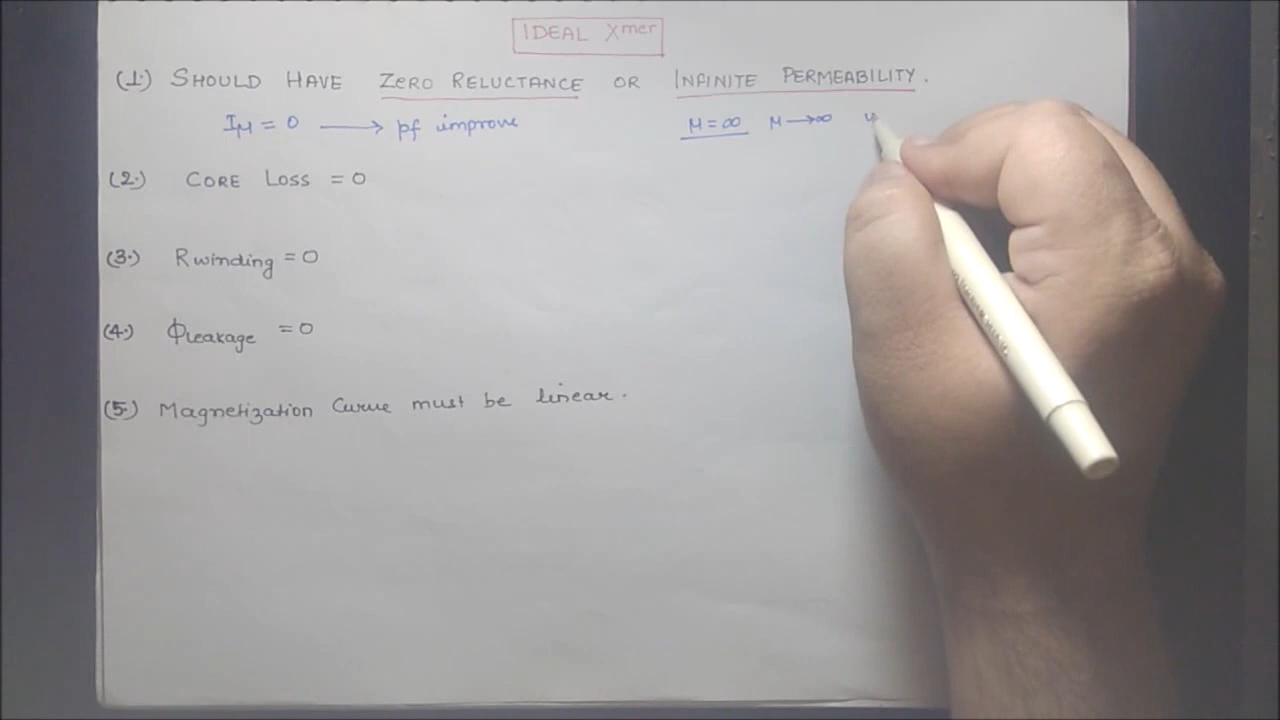 IDEAL Xmer
(1.) SHOULD HAVE ZERO RELUCTANCE OR INFINITE PERMEABILITY.
Iμ = 0 → pf improve μ = ∞ μ → ∞
(2.) CORE LOSS = 0
(3.) Rwinding = 0
(4.) Φleakage = 0
(5.) Magnetization Curve must be linear.